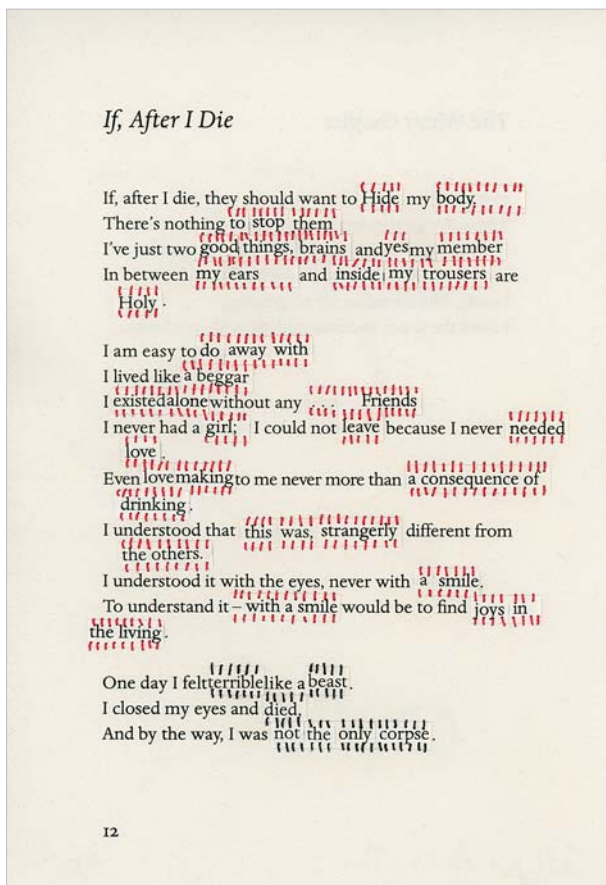 If, After I Die
If, after I die, they should want to Hide my body,
There's nothing to stop them
I've just two good things, brains and yes my member
In between my ears and inside my trousers are
Holy.
I am easy to do away with
I lived like a beggar
I existed alone without any ... Friends
I never had a girl; I could not leave because I never needed
love.
Even lovemaking to me never more than a consequence of
drinking.
I understood that this was, strangerly different from
the others.
I understood it with the eyes, never with a smile.
To understand it – with a smile would be to find joys in
the living.
One day I felt terrible like a beast.
I closed my eyes and died.
And by the way, I was not the only corpse.
12